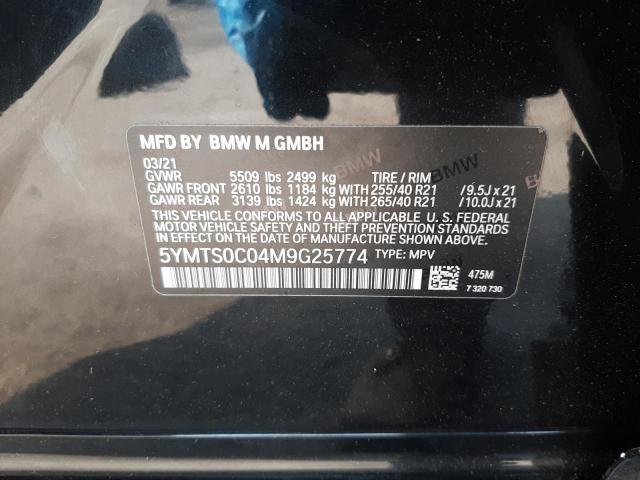 MFD BY BMW M GMBH
03/21
GVWR 5509 lbs 2499 kg TIRE / RIM
GAWR FRONT 2610 lbs 1184 kg WITH 255/40 R21 /9.5J x 21
GAWR REAR 3139 lbs 1424 kg WITH 265/40 R21 /10.0J x 21
THIS VEHICLE CONFORMS TO ALL APPLICABLE U. S. FEDERAL
MOTOR VEHICLE SAFETY STANDARDS IN EFFECT ON THE DATE OF
MANUFACTURE SHOWN ABOVE.
5YMTS0C04M9G25774 TYPE: MPV
475M
7 320 730
BMW
BMW
BMW